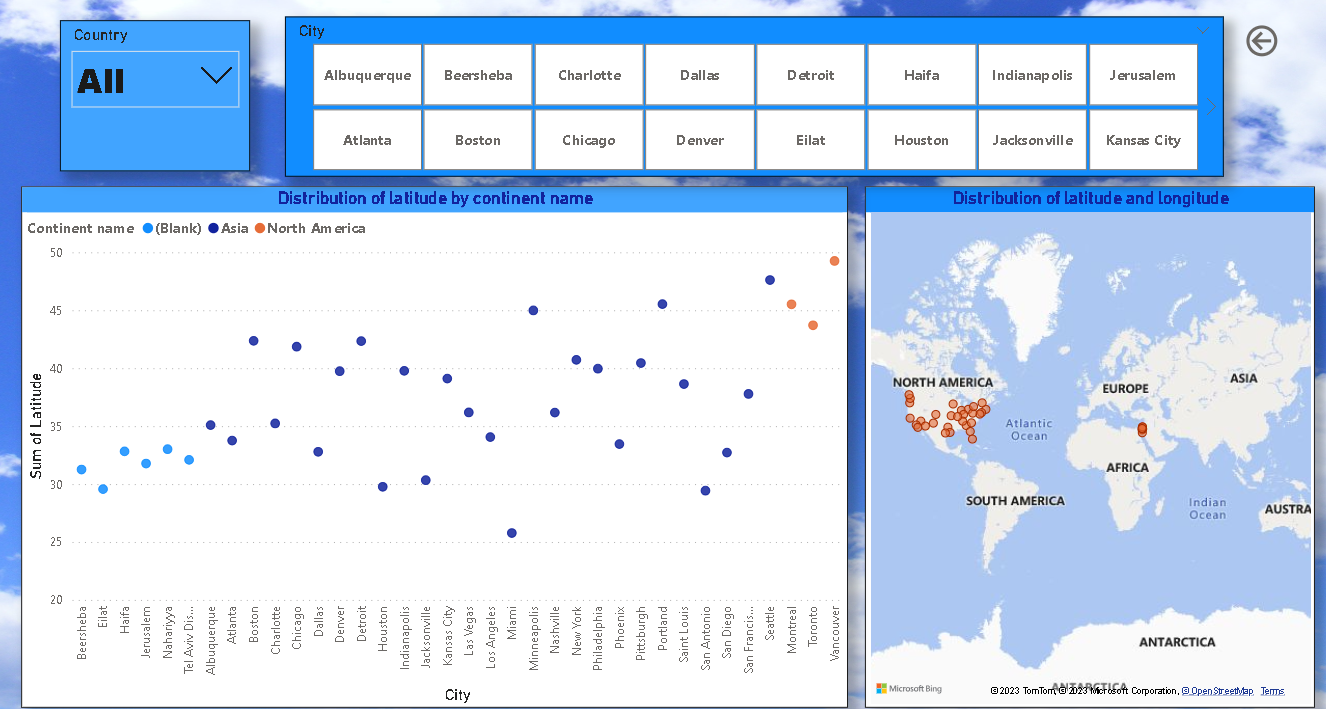 Country
All
City
Albuquerque Beersheba Charlotte Dallas Detroit Haifa Indianapolis Jerusalem
Atlanta Boston Chicago Denver Eilat Houston Jacksonville Kansas City
Distribution of latitude by continent name
Continent name (Blank) Asia North America
50
45
40
35
30
25
20
Sum of Latitude
Beersheba
Eilat
Haifa
Jerusalem
Nahariyya
Tel Aviv Dis...
Albuquerque
Atlanta
Boston
Charlotte
Chicago
Dallas
Denver
Detroit
Houston
Indianapolis
Jacksonville
Kansas City
Las Vegas
Los Angeles
Miami
Minneapolis
Nashville
New York
Philadelphia
Phoenix
Pittsburgh
Portland
Saint Louis
San Antonio
San Diego
San Francis...
Seattle
Montreal
Toronto
Vancouver
City
Distribution of latitude and longitude
NORTH AMERICA
EUROPE
ASIA
Atlantic
Ocean
AFRICA
SOUTH AMERICA
Indian
Ocean
AUSTRA
ANTARCTICA
ANTARCTICA
Microsoft Bing
© 2023 TomTom, © 2023 Microsoft Corporation, © OpenStreetMap Terms